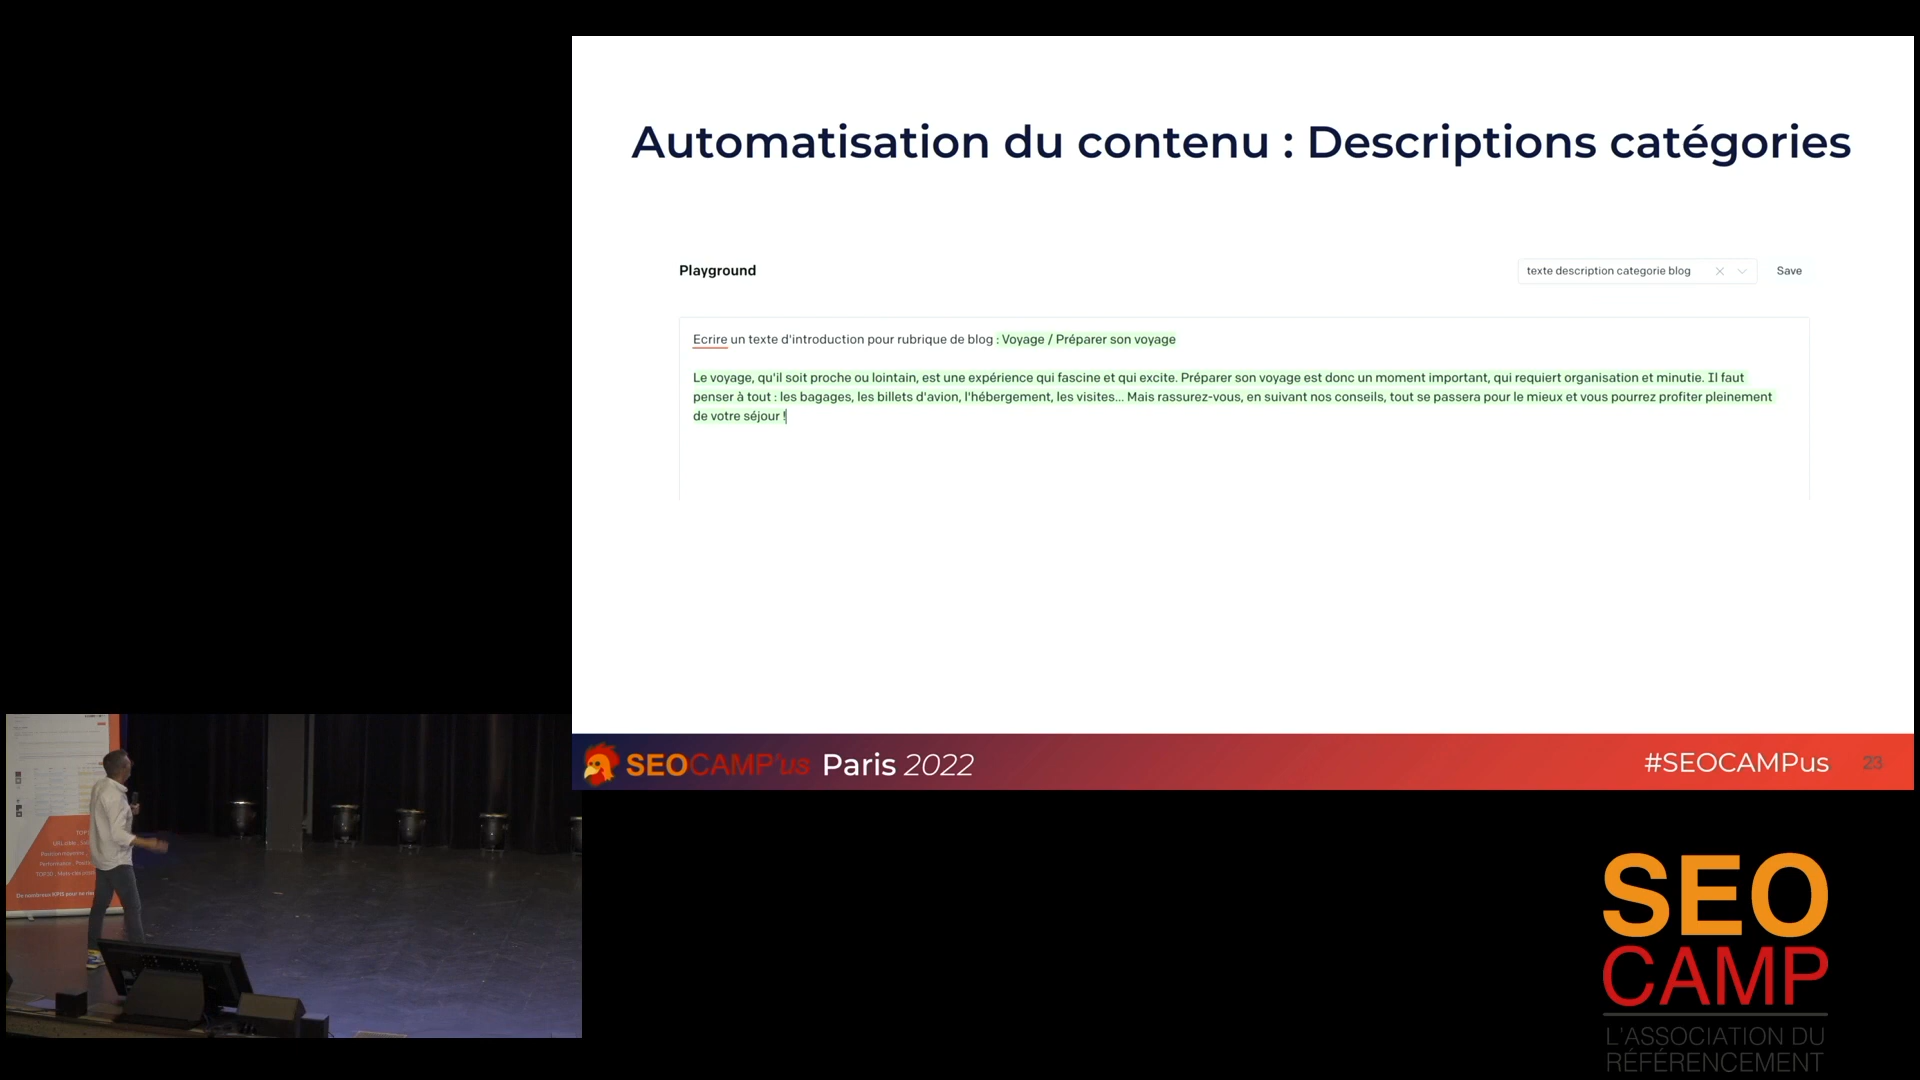 Automatisation du contenu : Descriptions catégories
Playground
texte description categorie blog
Save
Ecrire un texte d'introduction pour rubrique de blog : Voyage / Préparer son voyage
Le voyage, qu'il soit proche ou lointain, est une expérience qui fascine et qui excite. Préparer son voyage est donc un moment important, qui requiert organisation et minutie. Il faut
penser à tout : les bagages, les billets d'avion, l'hébergement, les visites... Mais rassurez-vous, en suivant nos conseils, tout se passera pour le mieux et vous pourrez profiter pleinement
de votre séjour !
SEOCAMP'us Paris 2022
#SEOCAMPus
23
SEO
CAMP
L'ASSOCIATION DU
RÉFÉRENCEMENT